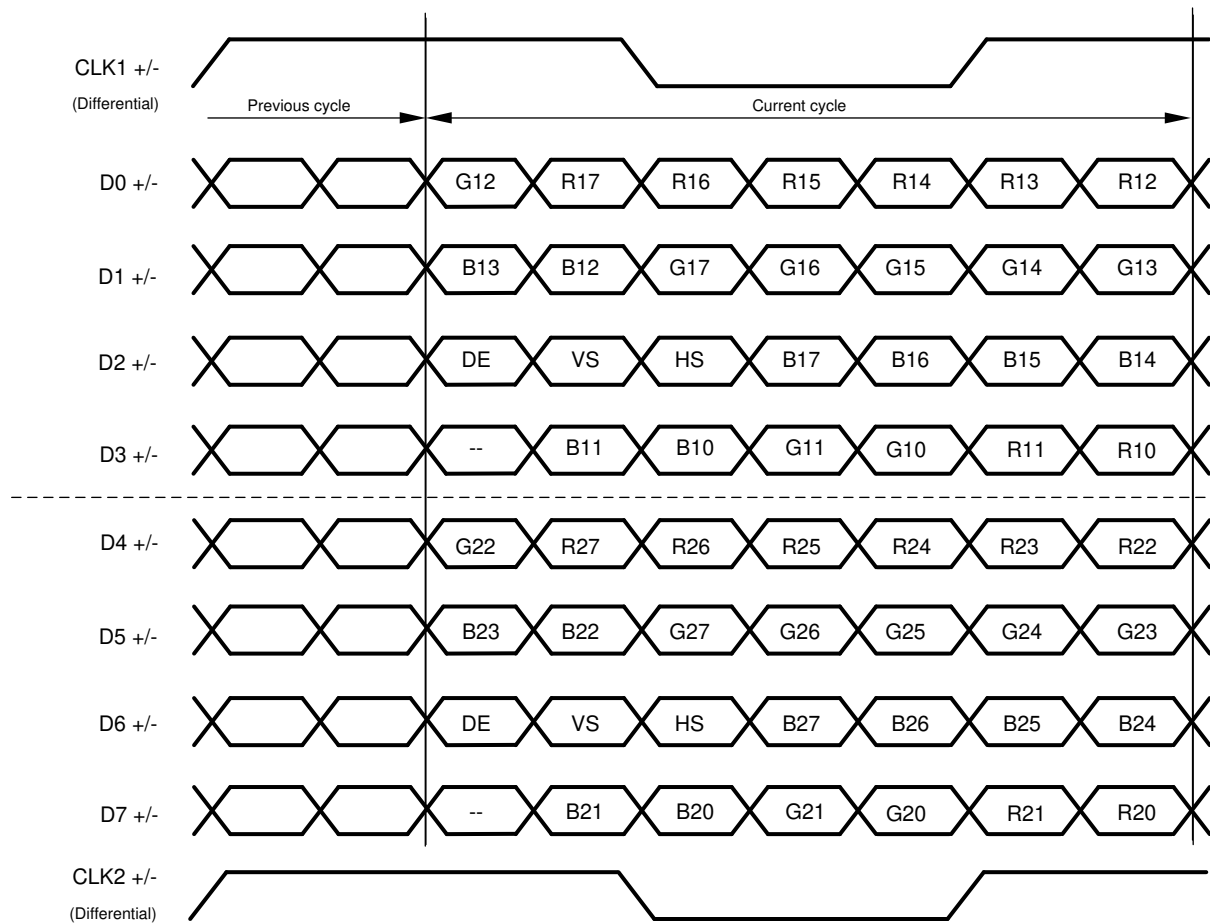 CLK1 +/-
(Differential)
Previous cycle Current cycle
D0 +/- G12 R17 R16 R15 R14 R13 R12
D1 +/- B13 B12 G17 G16 G15 G14 G13
D2 +/- DE VS HS B17 B16 B15 B14
D3 +/- -- B11 B10 G11 G10 R11 R10
D4 +/- G22 R27 R26 R25 R24 R23 R22
D5 +/- B23 B22 G27 G26 G25 G24 G23
D6 +/- DE VS HS B27 B26 B25 B24
D7 +/- -- B21 B20 G21 G20 R21 R20
CLK2 +/-
(Differential)